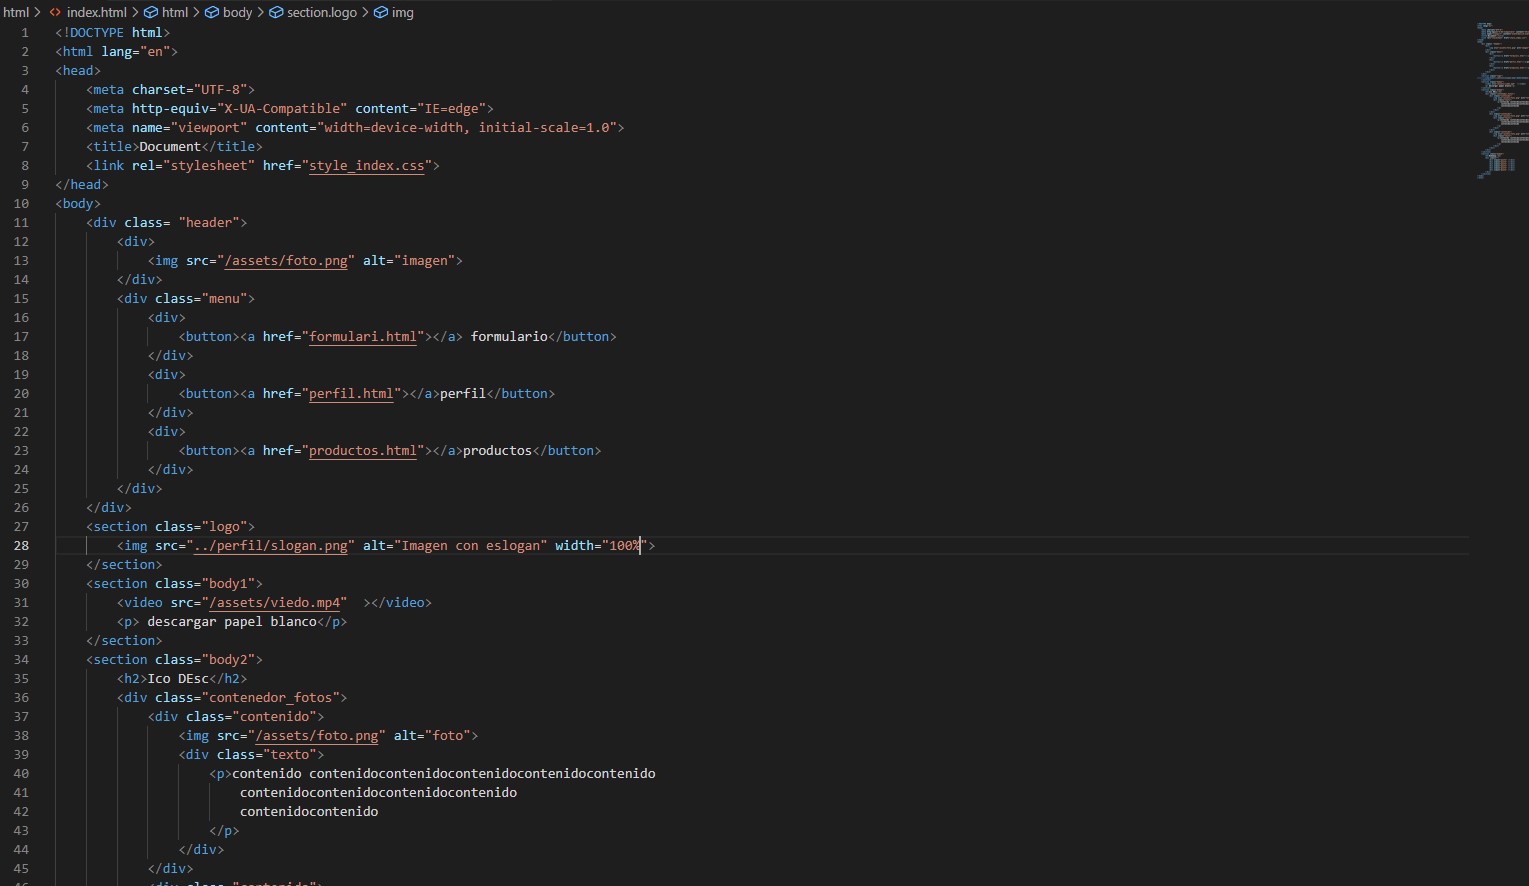 html > index.html > html > body > section.logo > img
1 <!DOCTYPE html>
2 <html lang="en">
3 <head>
4 <meta charset="UTF-8">
5 <meta http-equiv="X-UA-Compatible" content="IE=edge">
6 <meta name="viewport" content="width=device-width, initial-scale=1.0">
7 <title>Document</title>
8 <link rel="stylesheet" href="style_index.css">
9 </head>
10 <body>
11 <div class= "header">
12 <div>
13 <img src="/assets/foto.png" alt="imagen">
14 </div>
15 <div class="menu">
16 <div>
17 <button><a href="formulari.html"></a> formulario</button>
18 </div>
19 <div>
20 <button><a href="perfil.html"></a>perfil</button>
21 </div>
22 <div>
23 <button><a href="productos.html"></a>productos</button>
24 </div>
25 </div>
26 </div>
27 <section class="logo">
28 <img src="../perfil/slogan.png" alt="Imagen con eslogan" width="100%">
29 </section>
30 <section class="body1">
31 <video src="/assets/viedo.mp4"  ></video>
32 <p> descargar papel blanco</p>
33 </section>
34 <section class="body2">
35 <h2>Ico DEsc</h2>
36 <div class="contenedor_fotos">
37 <div class="contenido">
38 <img src="/assets/foto.png" alt="foto">
39 <div class="texto">
40 <p>contenido contenidocontenidocontenidocontenidocontenido
41 contenidocontenidocontenidocontenido
42 contenidocontenido
43 </p>
44 </div>
45 </div>